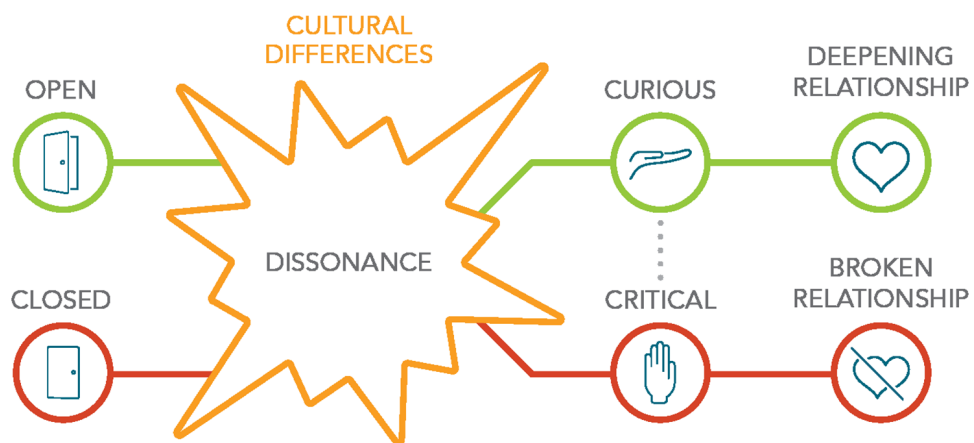 CULTURAL
DIFFERENCES
OPEN
CURIOUS
DEEPENING
RELATIONSHIP
DISSONANCE
CLOSED
CRITICAL
BROKEN
RELATIONSHIP